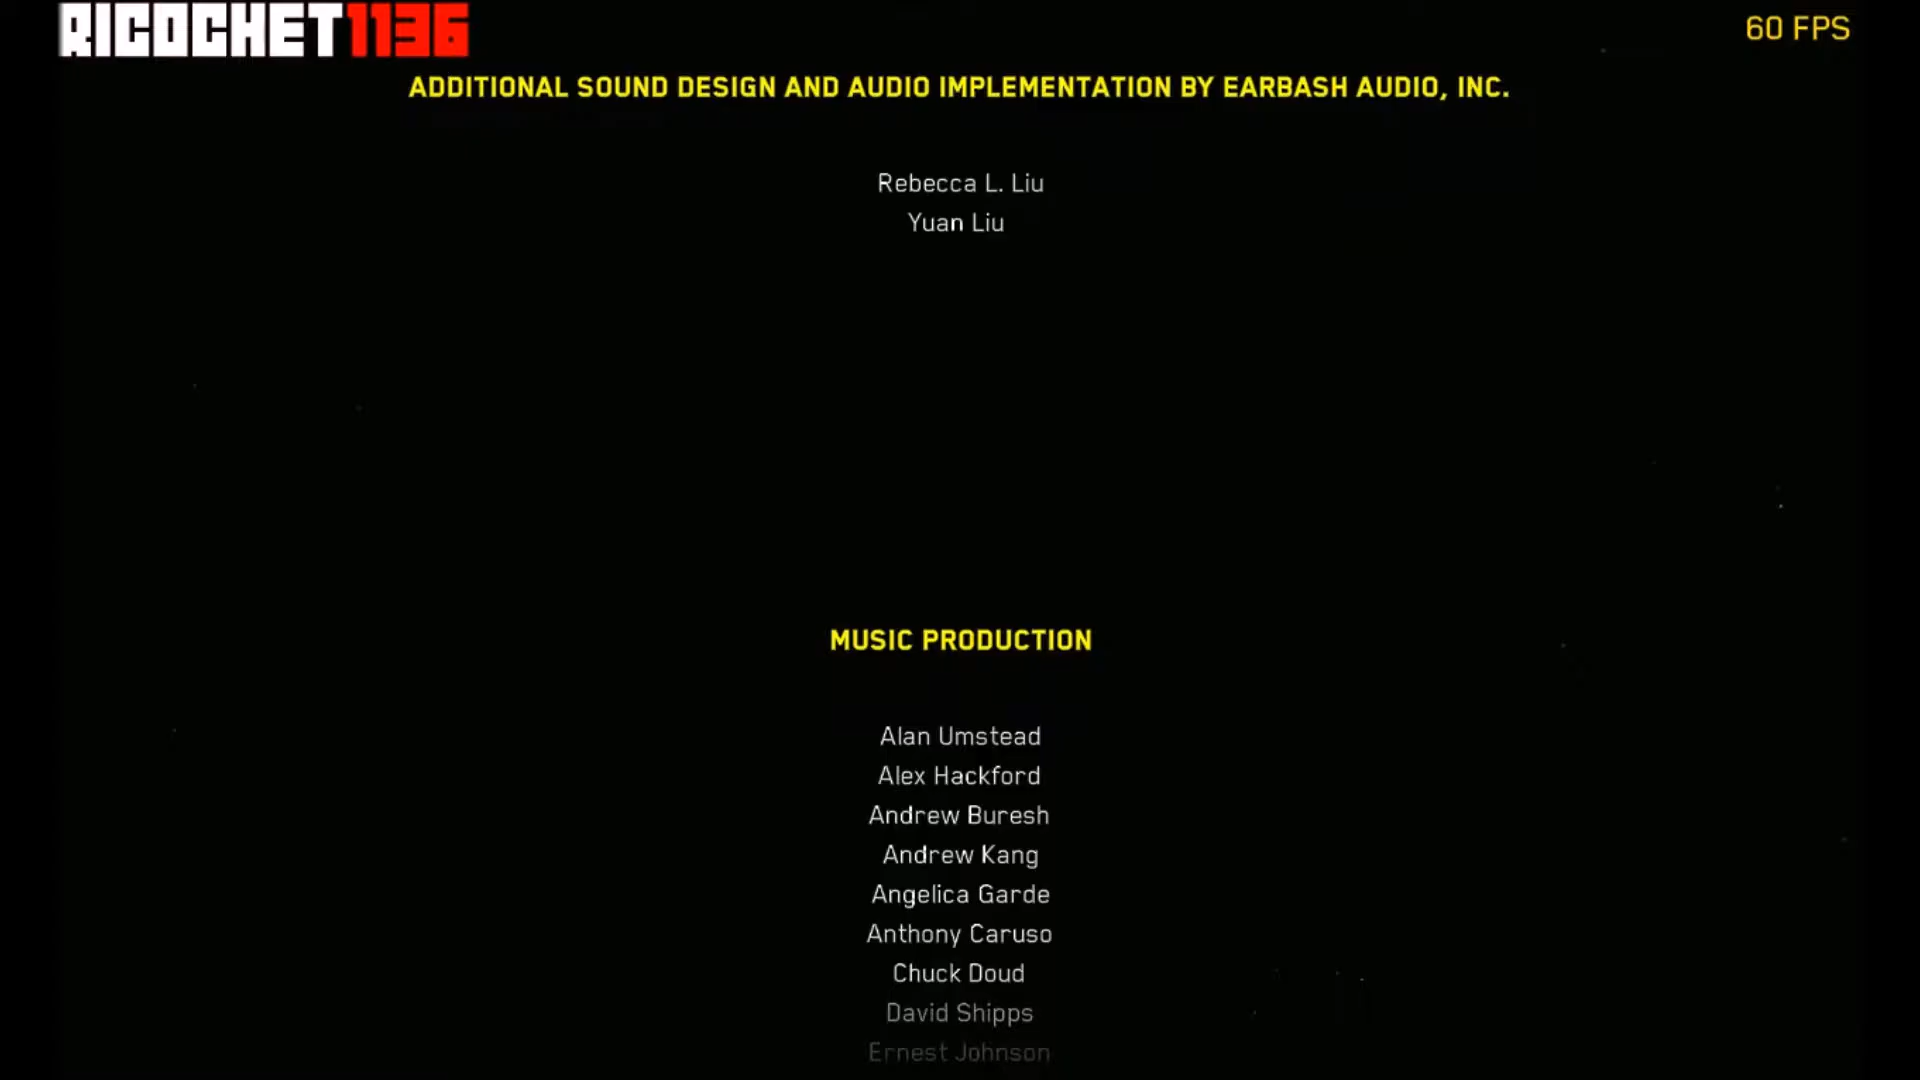 RICOCHET1136
60 FPS
ADDITIONAL SOUND DESIGN AND AUDIO IMPLEMENTATION BY EARBASH AUDIO, INC.
Rebecca L. Liu
Yuan Liu
MUSIC PRODUCTION
Alan Umstead
Alex Hackford
Andrew Buresh
Andrew Kang
Angelica Garde
Anthony Caruso
Chuck Doud
David Shipps
Ernest Johnson